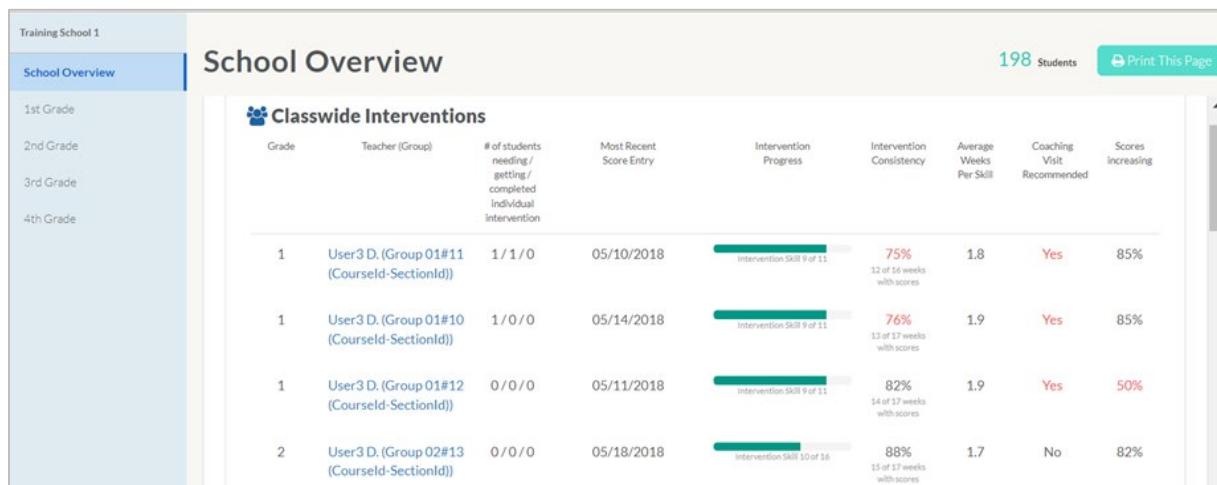 Training School 1
School Overview
1st Grade
2nd Grade
3rd Grade
4th Grade
School Overview
198 Students
Print This Page
Classwide Interventions
Grade
Teacher (Group)
# of students
needing /
getting /
completed
individual
intervention
Most Recent
Score Entry
Intervention
Progress
Intervention
Consistency
Average
Weeks
Per Skill
Coaching
Visit
Recommended
Scores
increasing
1
User3 D. (Group 01#11
(CourseId-SectionId))
1 / 1 / 0
05/10/2018
Intervention Skill 9 of 11
75%
12 of 16 weeks
with scores
1.8
Yes
85%
1
User3 D. (Group 01#10
(CourseId-SectionId))
1 / 0 / 0
05/14/2018
Intervention Skill 9 of 11
76%
13 of 17 weeks
with scores
1.9
Yes
85%
1
User3 D. (Group 01#12
(CourseId-SectionId))
0 / 0 / 0
05/11/2018
Intervention Skill 9 of 11
82%
14 of 17 weeks
with scores
1.9
Yes
50%
2
User3 D. (Group 02#13
(CourseId-SectionId))
0 / 0 / 0
05/18/2018
Intervention Skill 10 of 16
88%
15 of 17 weeks
with scores
1.7
No
82%